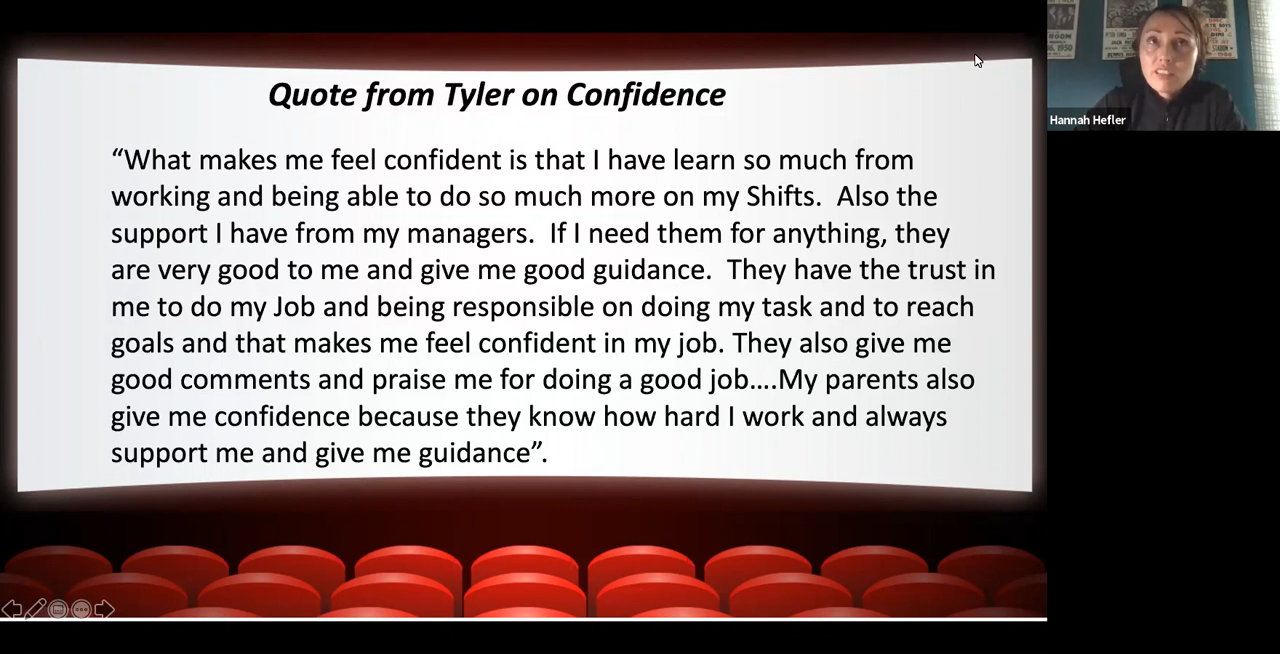 Quote from Tyler on Confidence
“What makes me feel confident is that I have learn so much from
working and being able to do so much more on my Shifts.  Also the
support I have from my managers.  If I need them for anything, they
are very good to me and give me good guidance.  They have the trust in
me to do my Job and being responsible on doing my task and to reach
goals and that makes me feel confident in my job. They also give me
good comments and praise me for doing a good job….My parents also
give me confidence because they know how hard I work and always
support me and give me guidance”.
Hannah Hefler